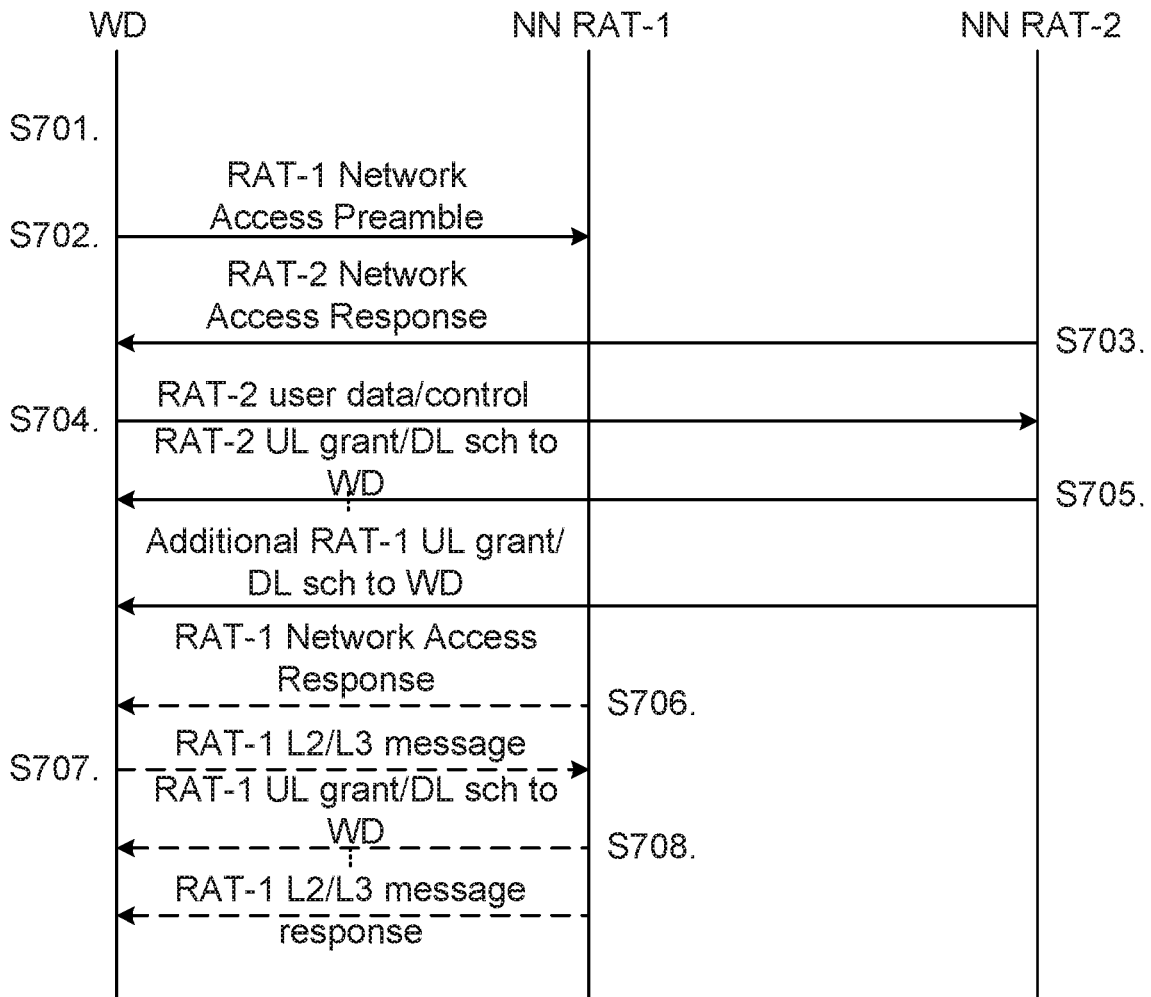 WD NN RAT-1 NN RAT-2
S701.
RAT-1 Network
Access Preamble
S702.
RAT-2 Network
Access Response
S703.
RAT-2 user data/control
S704.
RAT-2 UL grant/DL sch to
WD
S705.
Additional RAT-1 UL grant/
DL sch to WD
RAT-1 Network Access
Response
S706.
RAT-1 L2/L3 message
S707.
RAT-1 UL grant/DL sch to
WD
S708.
RAT-1 L2/L3 message
response